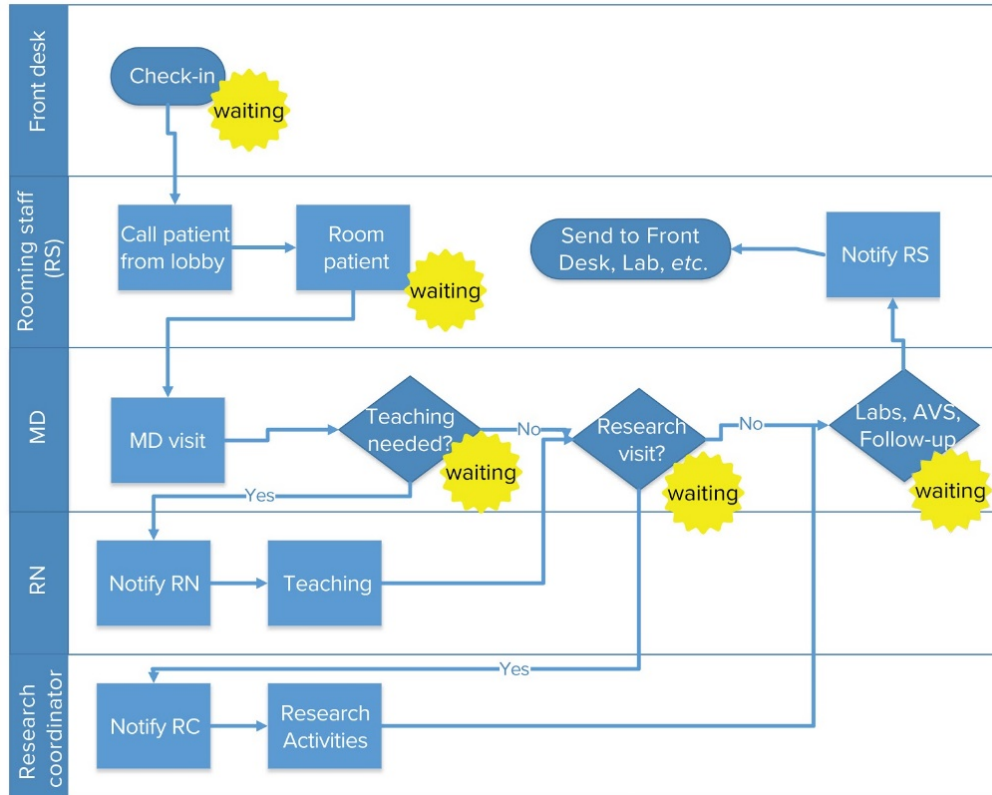 Front desk
Check-in
waiting
Rooming staff
(RS)
Call patient
from lobby
Room
patient
waiting
Send to Front
Desk, Lab, etc.
Notify RS
MD
MD visit
Teaching
needed?
waiting
No
Research
visit?
waiting
No
Labs, AVS,
Follow-up
waiting
Yes
RN
Notify RN
Teaching
Yes
Research
coordinator
Notify RC
Research
Activities